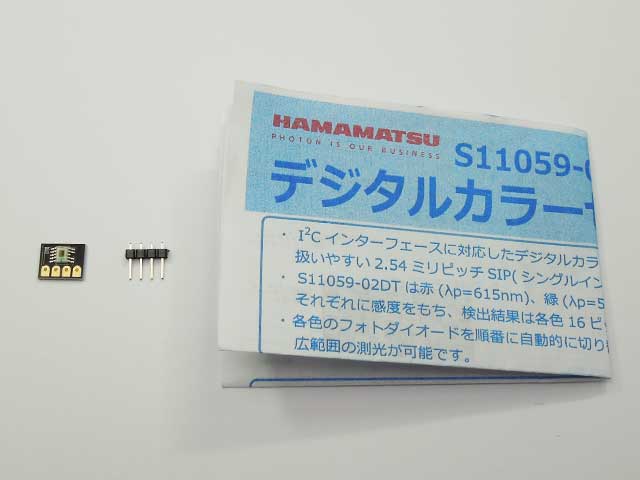 HAMAMATSU
PHOTON IS OUR BUSINESS
S11059-
デジタルカラー
・ I²C インターフェースに対応したデジタルカラ
扱いやすい 2.54 ミリピッチ SIP( シングルイン
・ S11059-02DT は赤 (λp=615nm)、緑 (λp=5
それぞれに感度をもち、検出結果は各色 16 ビ
・ 各色のフォトダイオードを順番に自動的に切り
広範囲の測光が可能です。